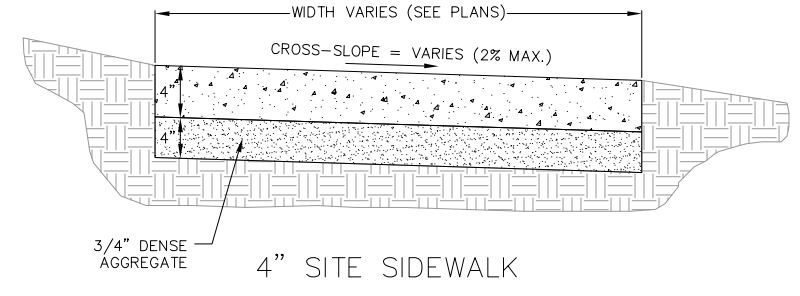 WIDTH VARIES (SEE PLANS)
CROSS-SLOPE = VARIES (2% MAX.)
4"
4"
3/4" DENSE
AGGREGATE
4" SITE SIDEWALK